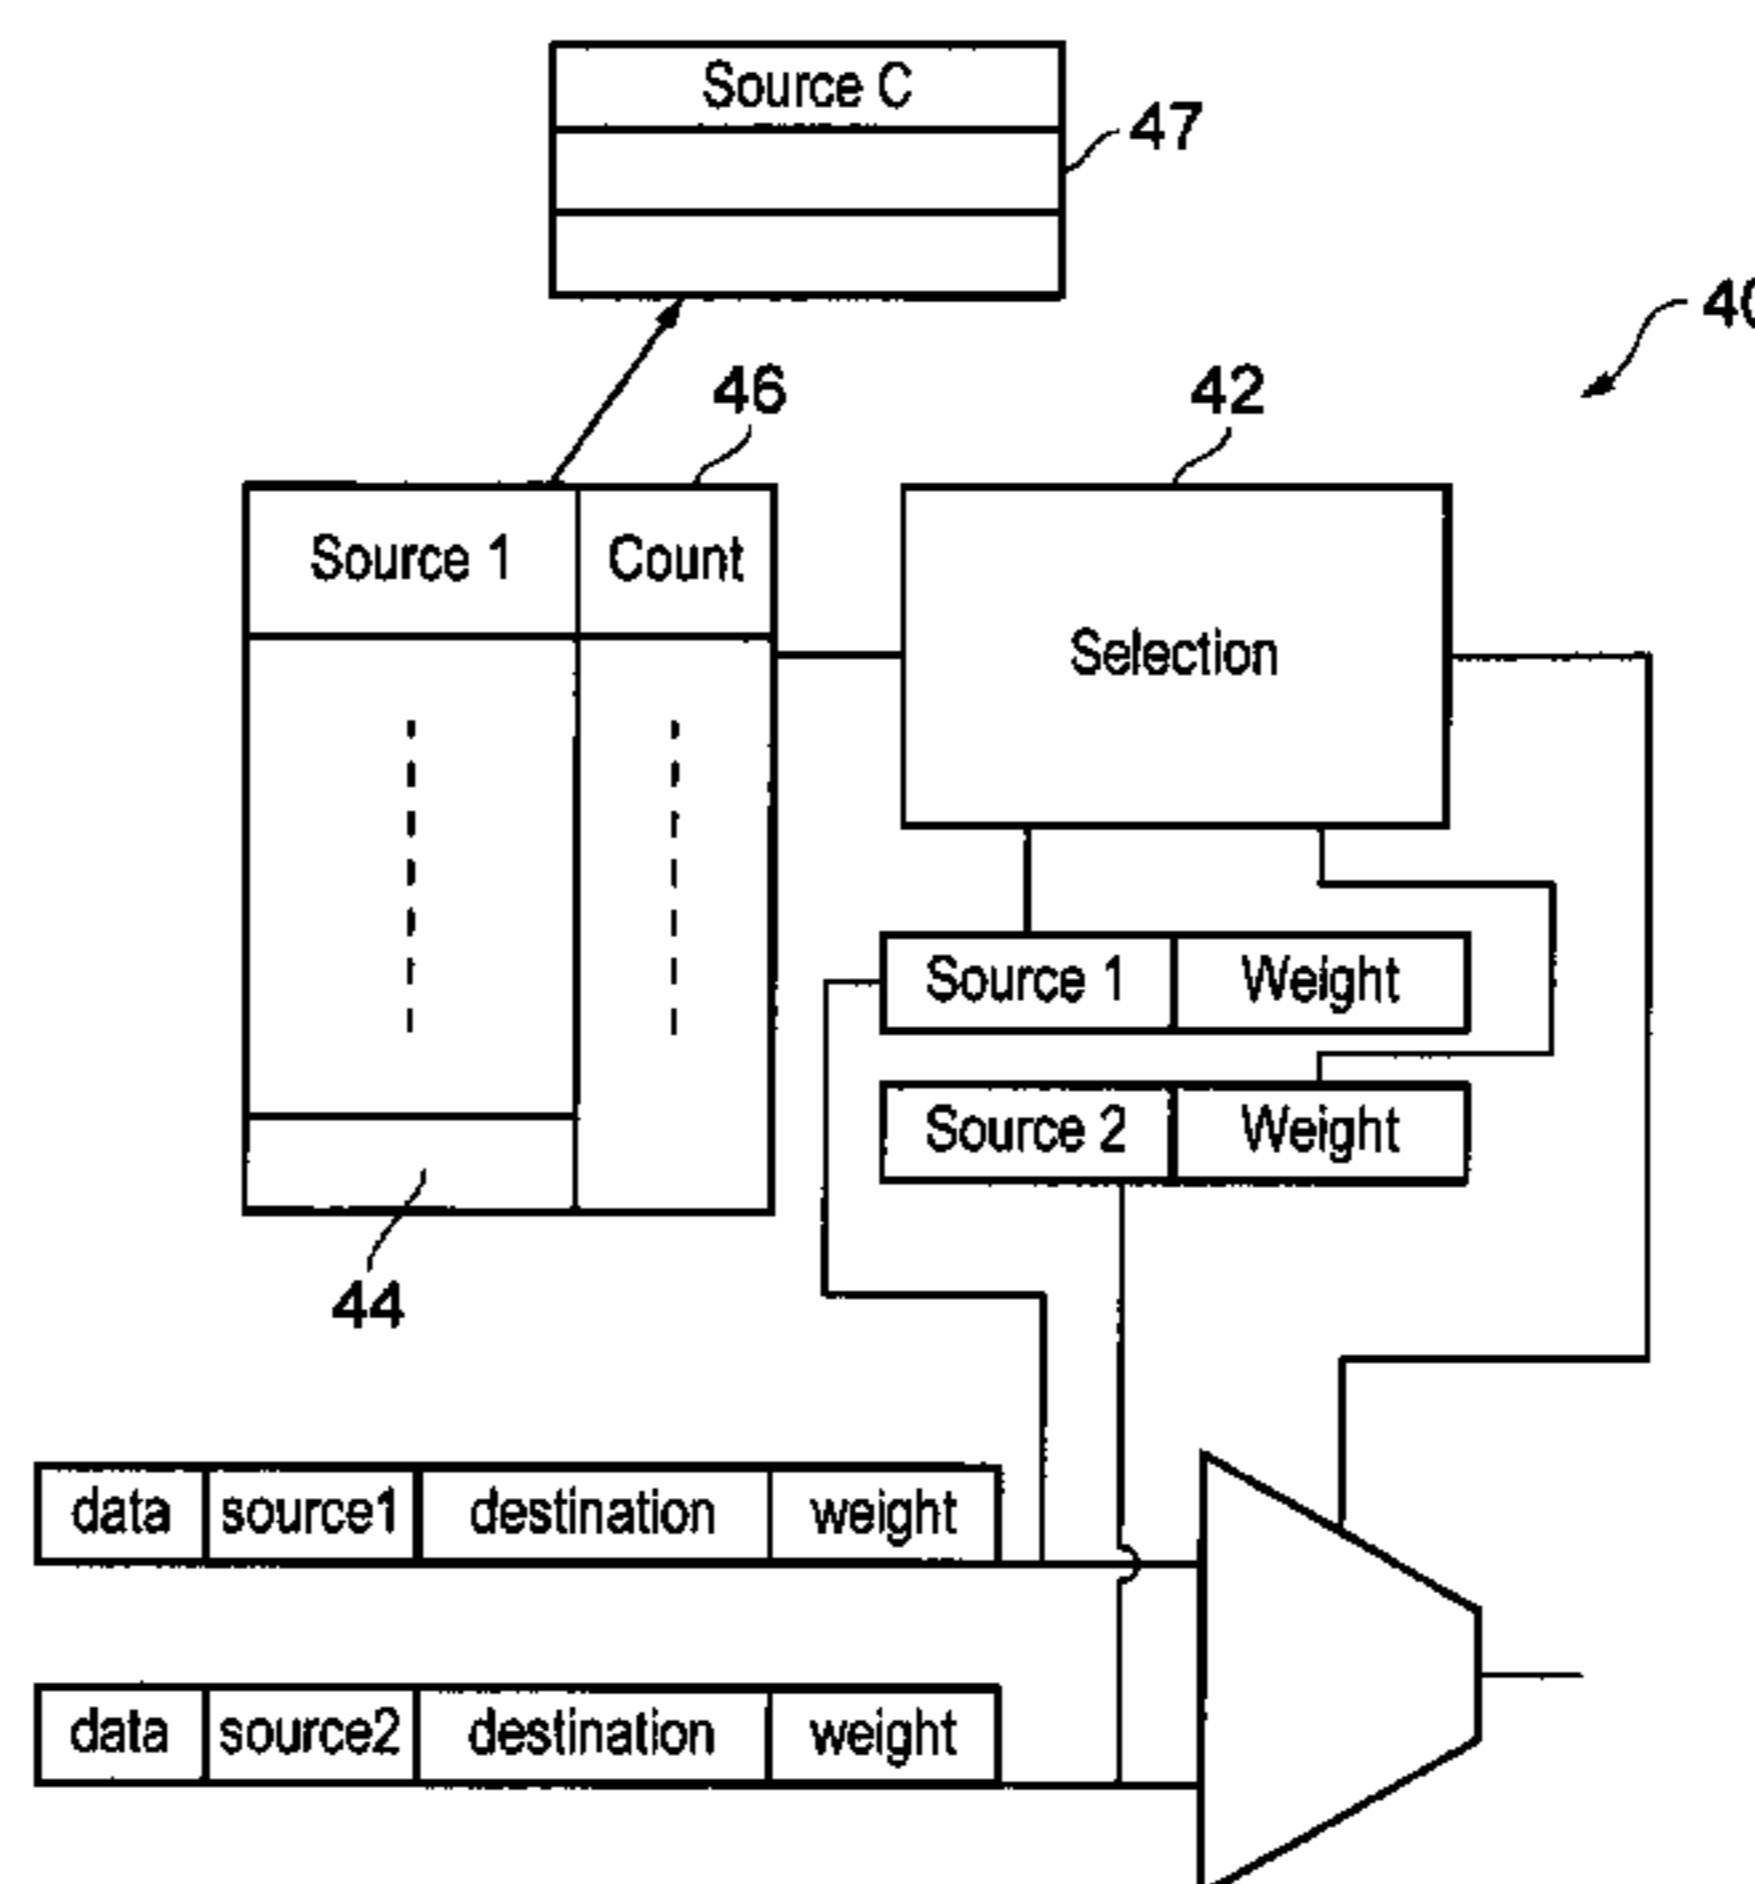 Source C
47
40
46
42
Source 1 Count
Selection
Source 1 Weight
Source 2 Weight
44
data source1 destination weight
data source2 destination weight